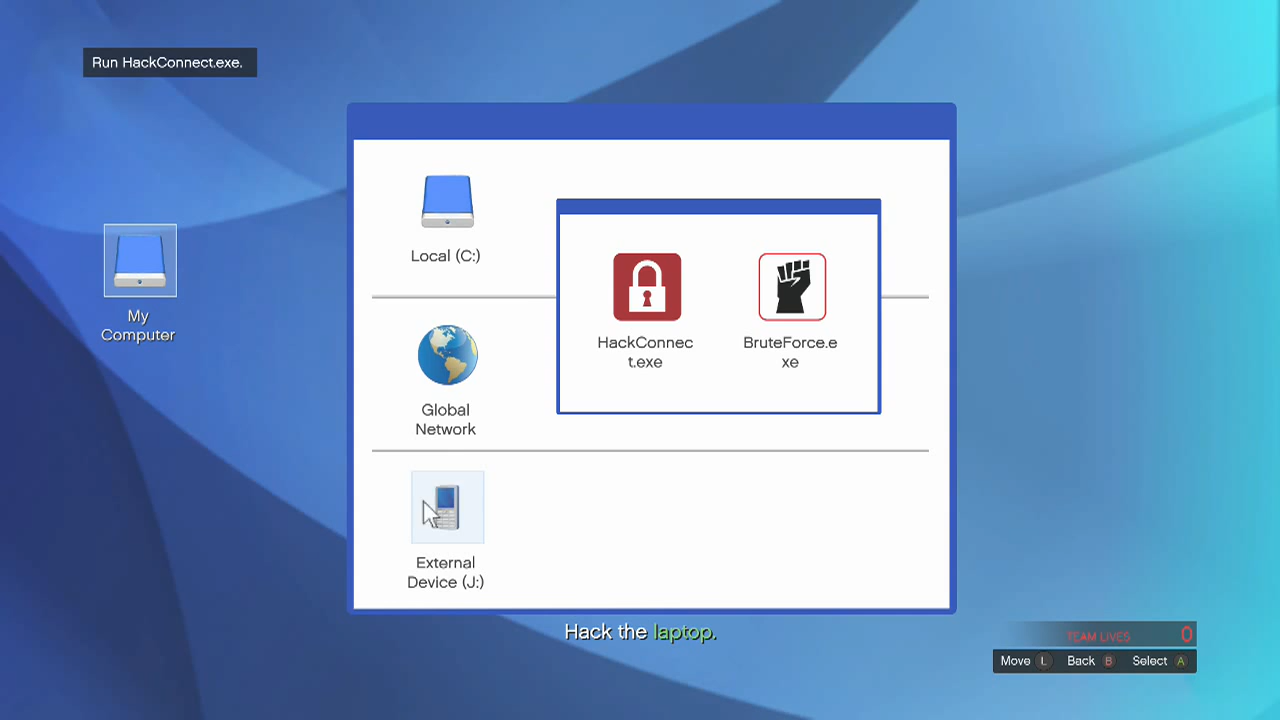 Run HackConnect.exe.
My
Computer
Local (C:)
HackConnec
t.exe
BruteForce.e
xe
Global
Network
External
Device (J:)
Hack the laptop.
TEAM LIVES 0
Move L Back B Select A